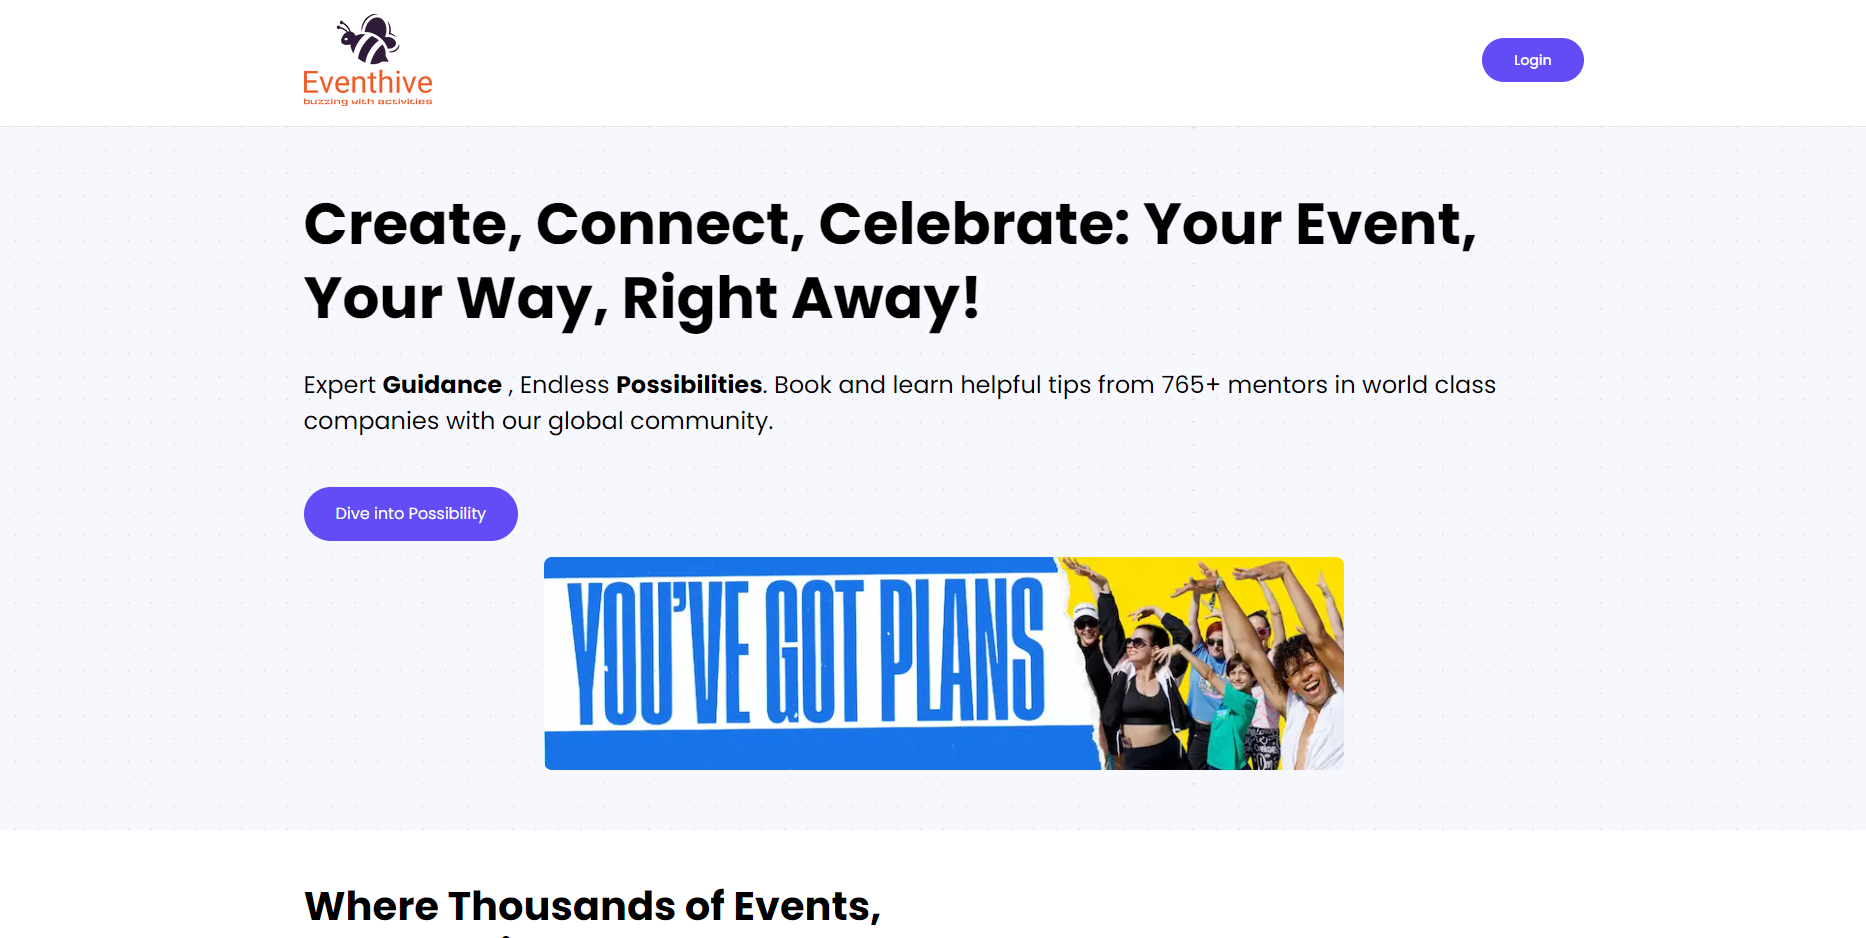 Eventhive
buzzing with activities
Login
Create, Connect, Celebrate: Your Event,
Your Way, Right Away!
Expert Guidance , Endless Possibilities. Book and learn helpful tips from 765+ mentors in world class
companies with our global community.
Dive into Possibility
YOU'VE GOT PLANS
Where Thousands of Events,